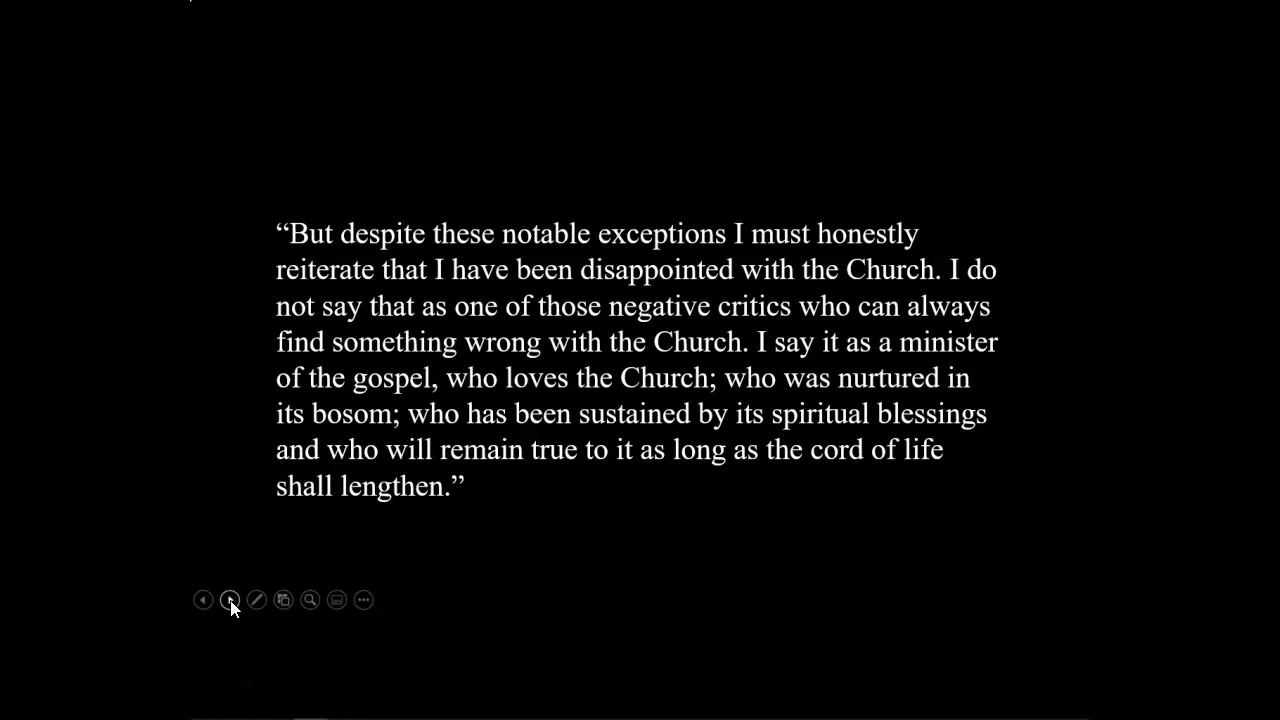 “But despite these notable exceptions I must honestly
reiterate that I have been disappointed with the Church. I do
not say that as one of those negative critics who can always
find something wrong with the Church. I say it as a minister
of the gospel, who loves the Church; who was nurtured in
its bosom; who has been sustained by its spiritual blessings
and who will remain true to it as long as the cord of life
shall lengthen.”